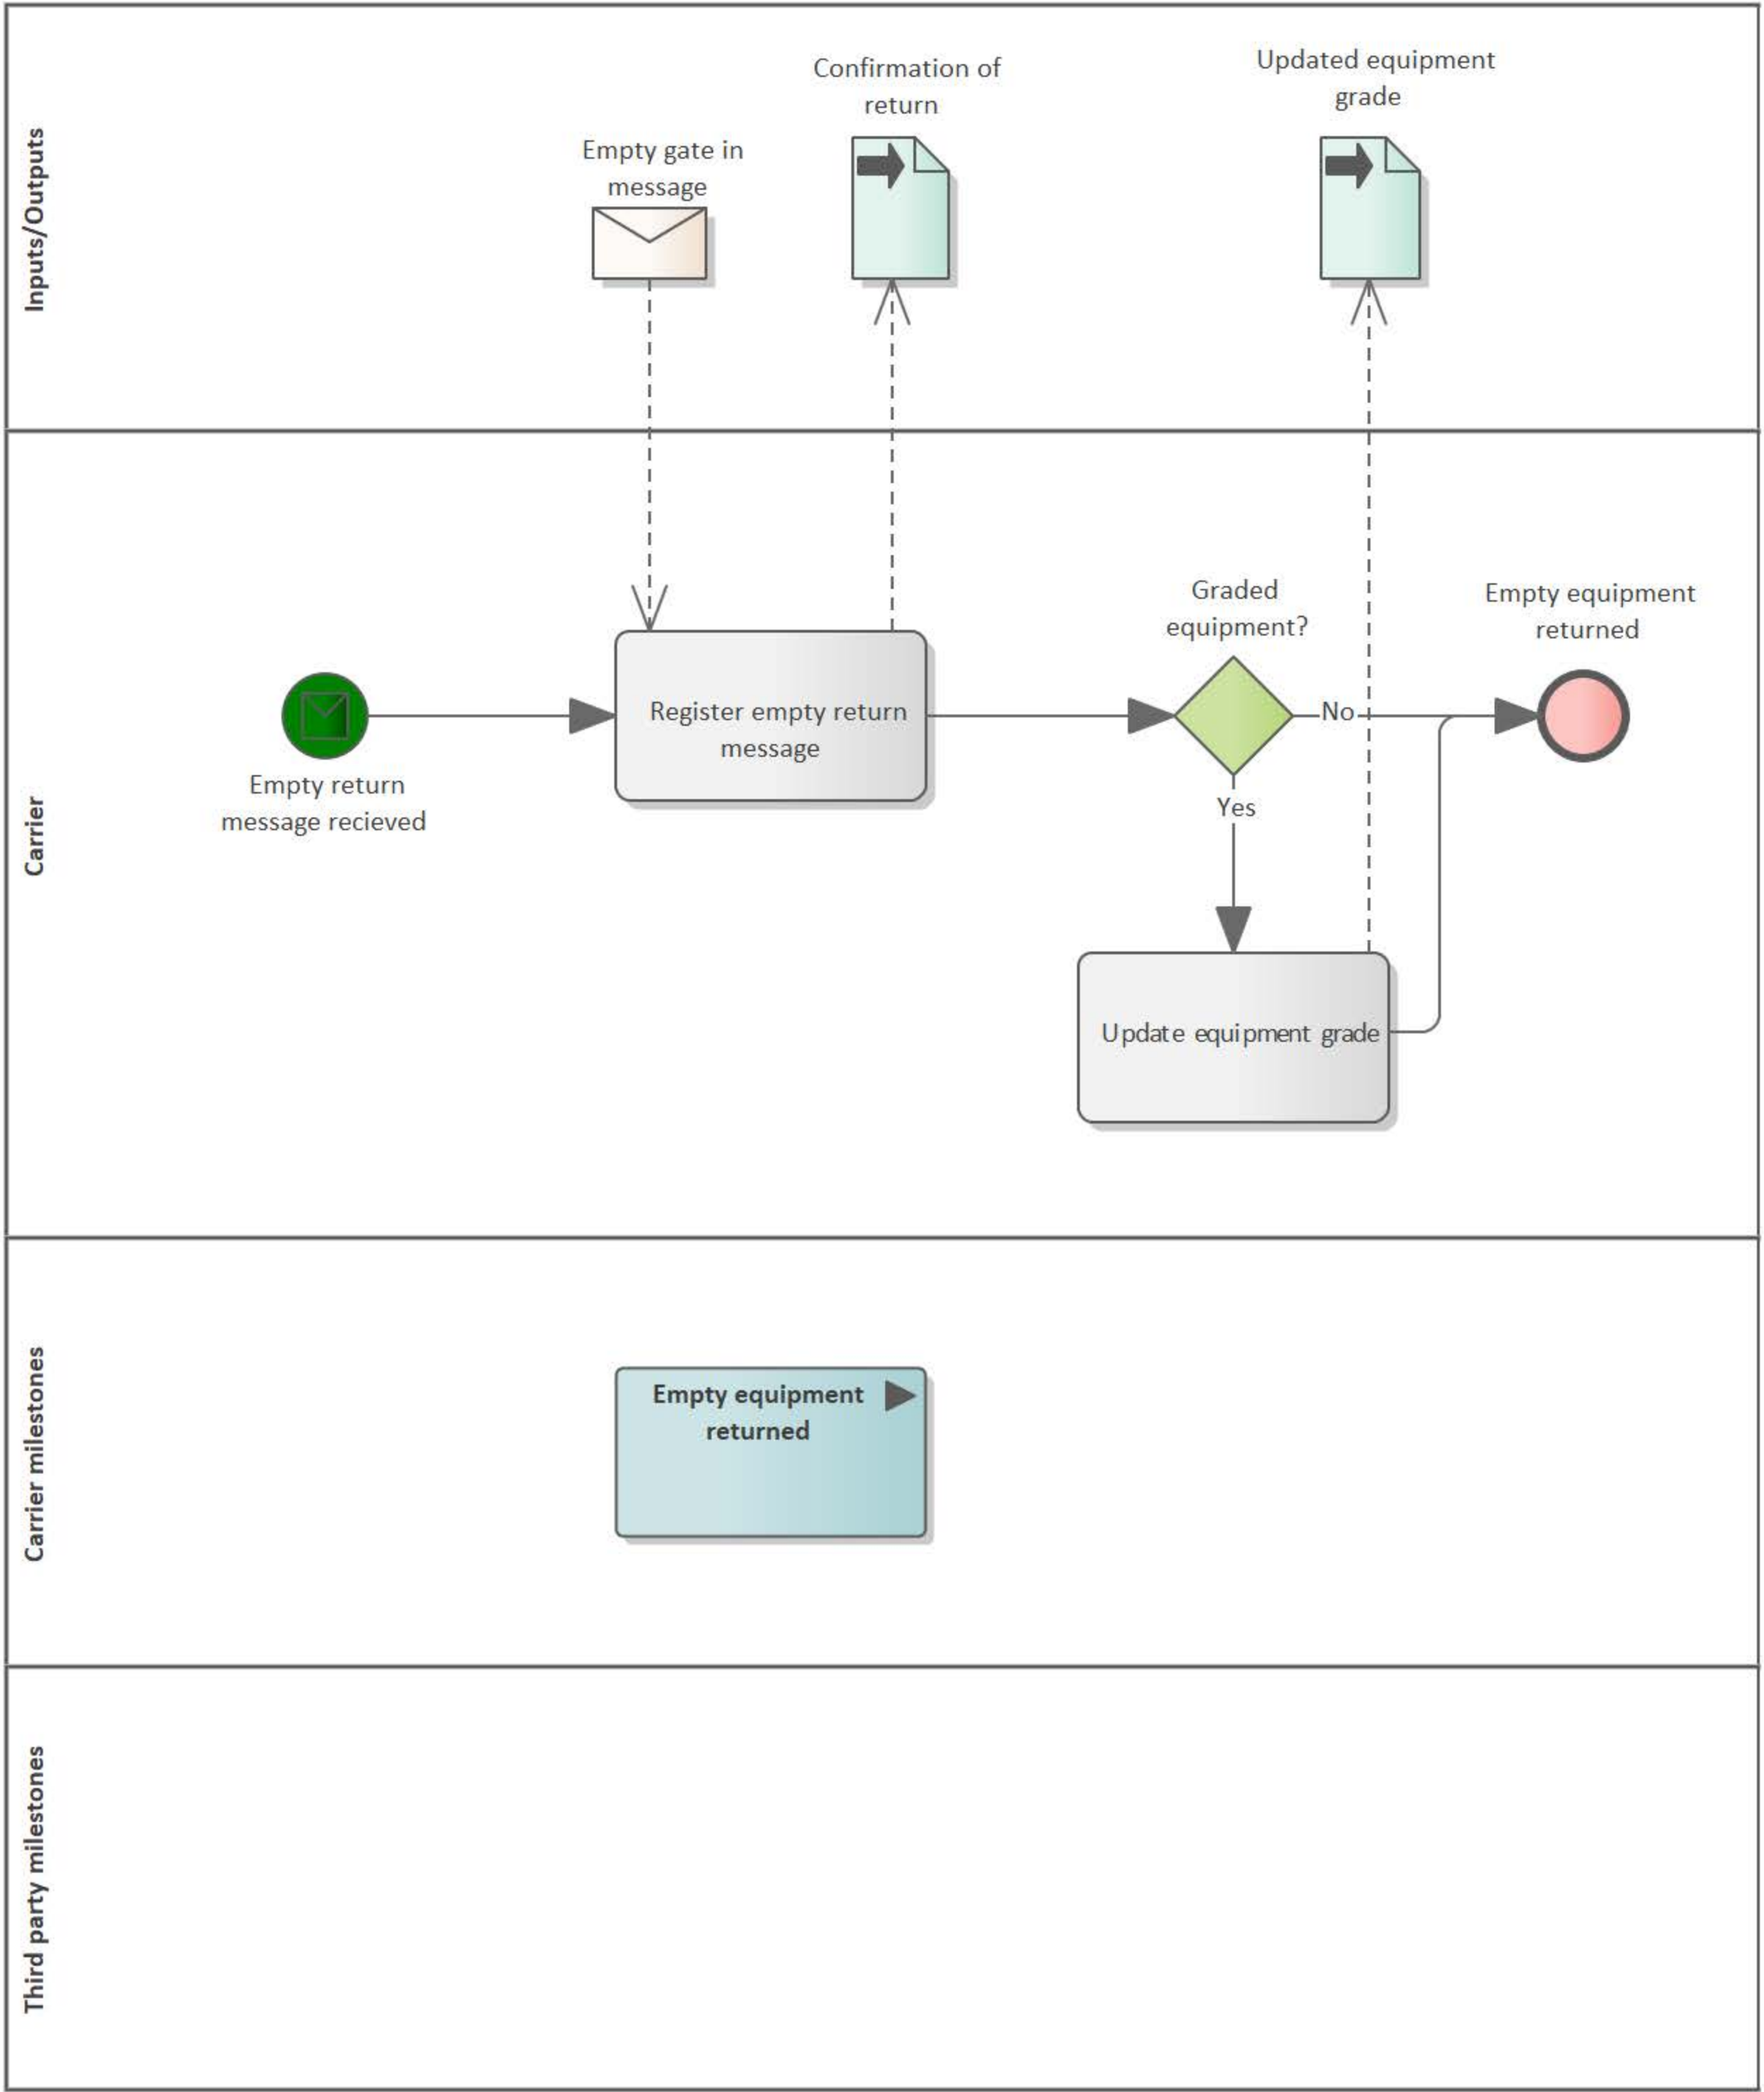 Inputs/Outputs
Empty gate in
message
Confirmation of
return
Updated equipment
grade
Carrier
Empty return
message recieved
Register empty return
message
Graded
equipment?
No
Yes
Empty equipment
returned
Update equipment grade
Carrier milestones
Empty equipment
returned
Third party milestones